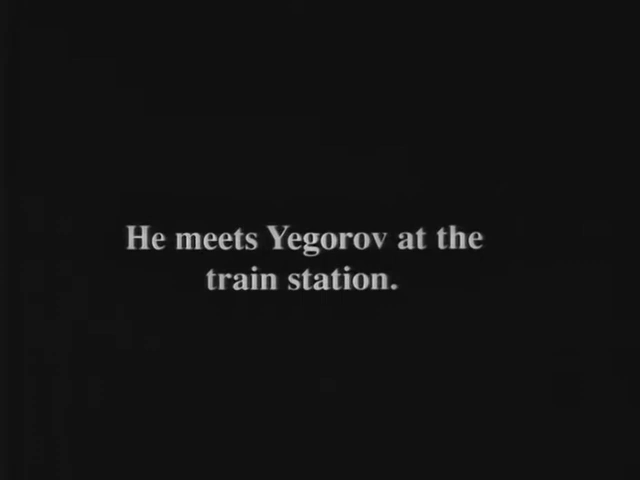 He meets Yegorov at the
train station.